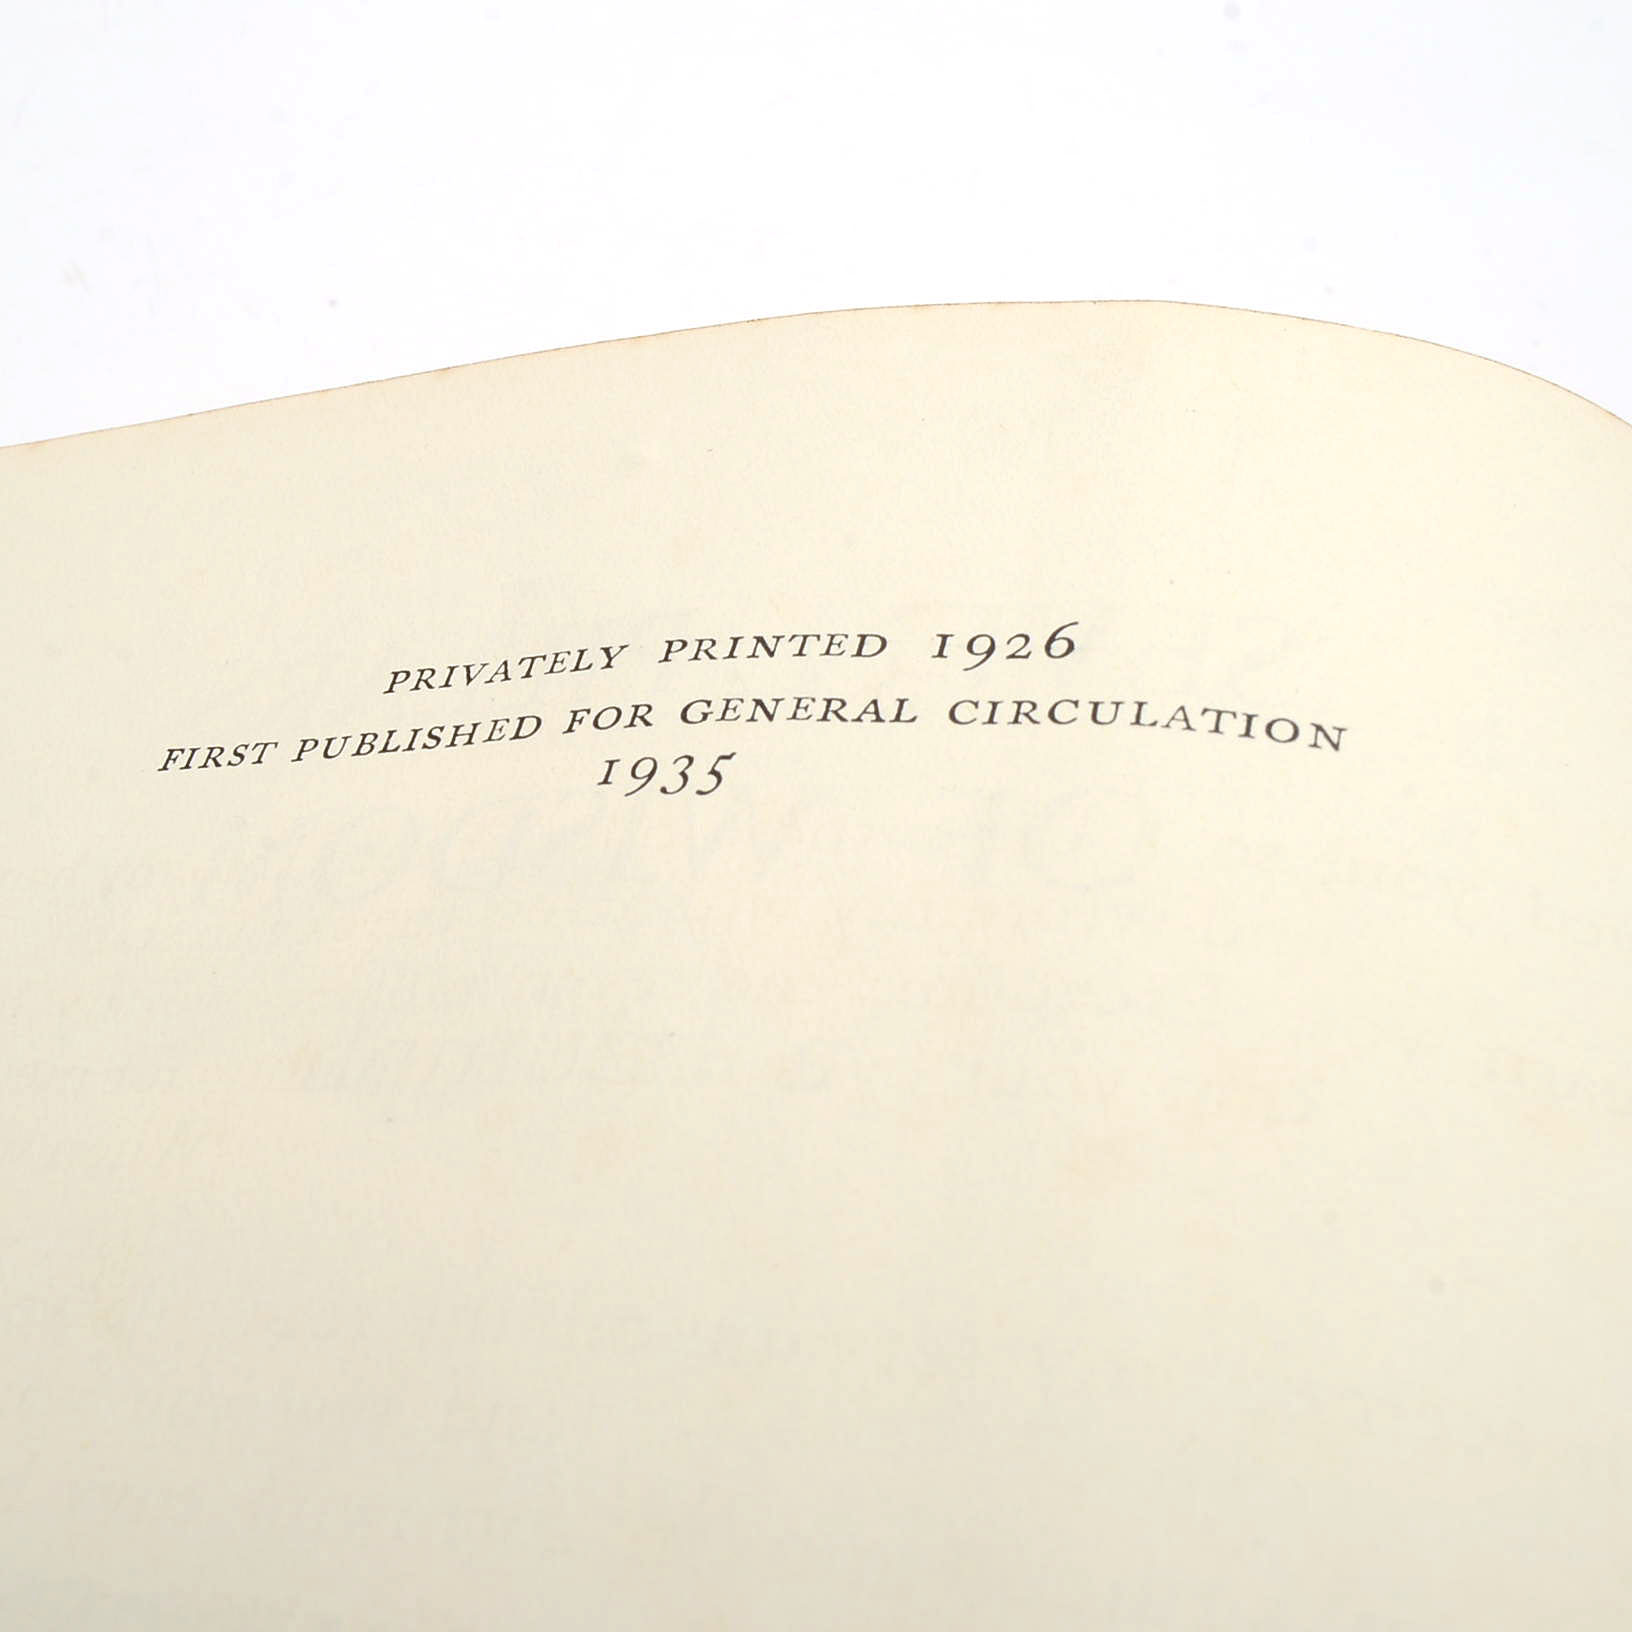 PRIVATELY PRINTED 1926
FIRST PUBLISHED FOR GENERAL CIRCULATION
1935